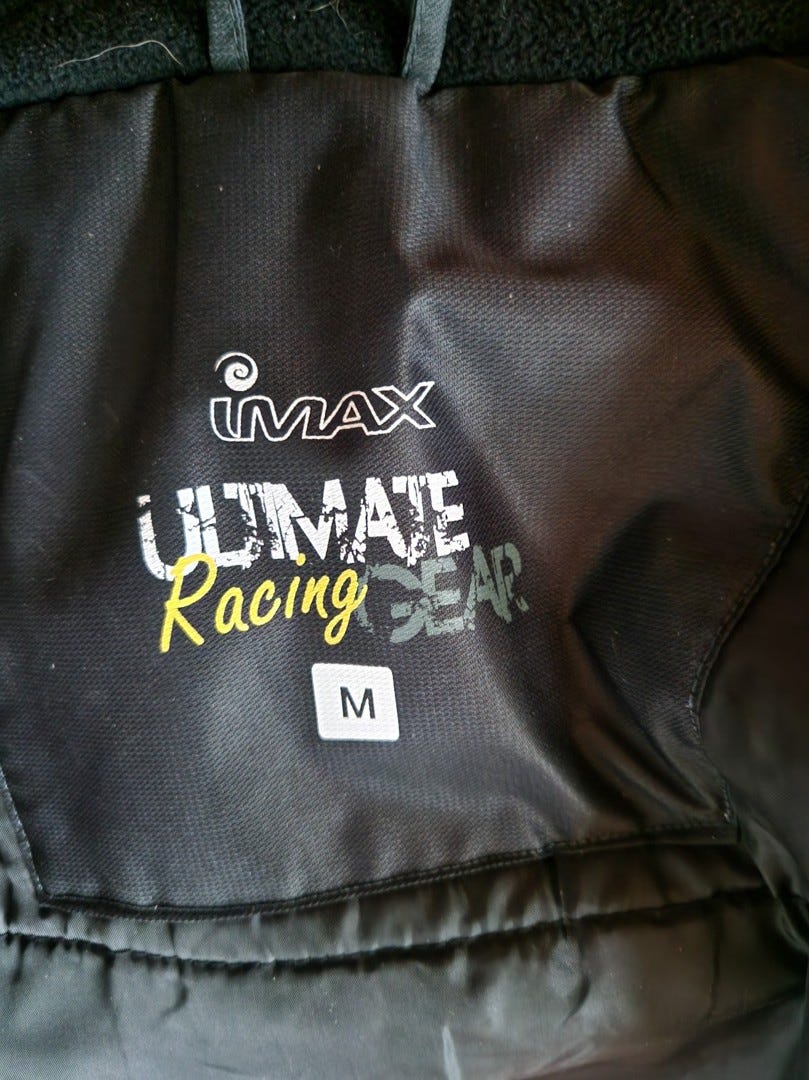 iMAX
ULTIMATE
Racing GEAR
M